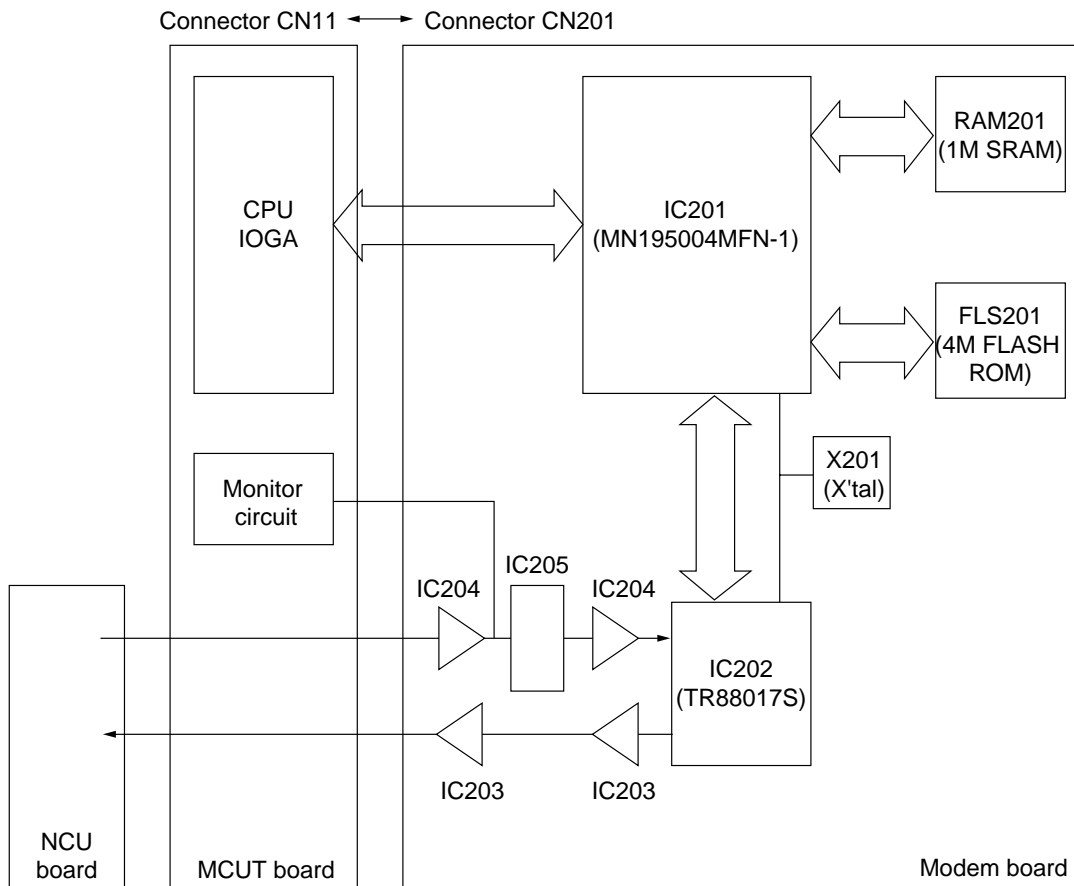 Connector CN11
Connector CN201
CPU
IOGA
IC201
(MN195004MFN-1)
RAM201
(1M SRAM)
FLS201
(4M FLASH
ROM)
X201
(X'tal)
Monitor
circuit
IC204
IC205
IC204
IC202
(TR88017S)
IC203
IC203
NCU
board
MCUT board
Modem board